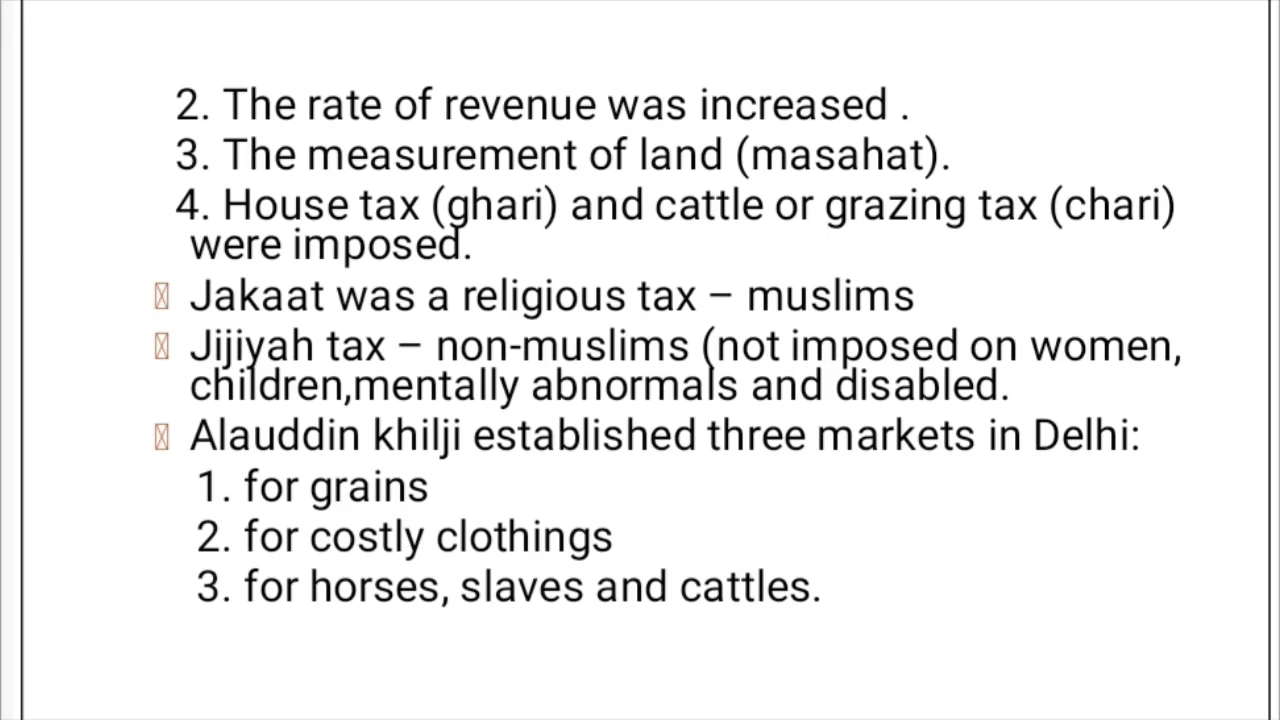 2. The rate of revenue was increased .
3. The measurement of land (masahat).
4. House tax (ghari) and cattle or grazing tax (chari)
were imposed.
Jakaat was a religious tax – muslims
Jijiyah tax – non-muslims (not imposed on women,
children,mentally abnormals and disabled.
Alauddin khilji established three markets in Delhi:
1. for grains
2. for costly clothings
3. for horses, slaves and cattles.